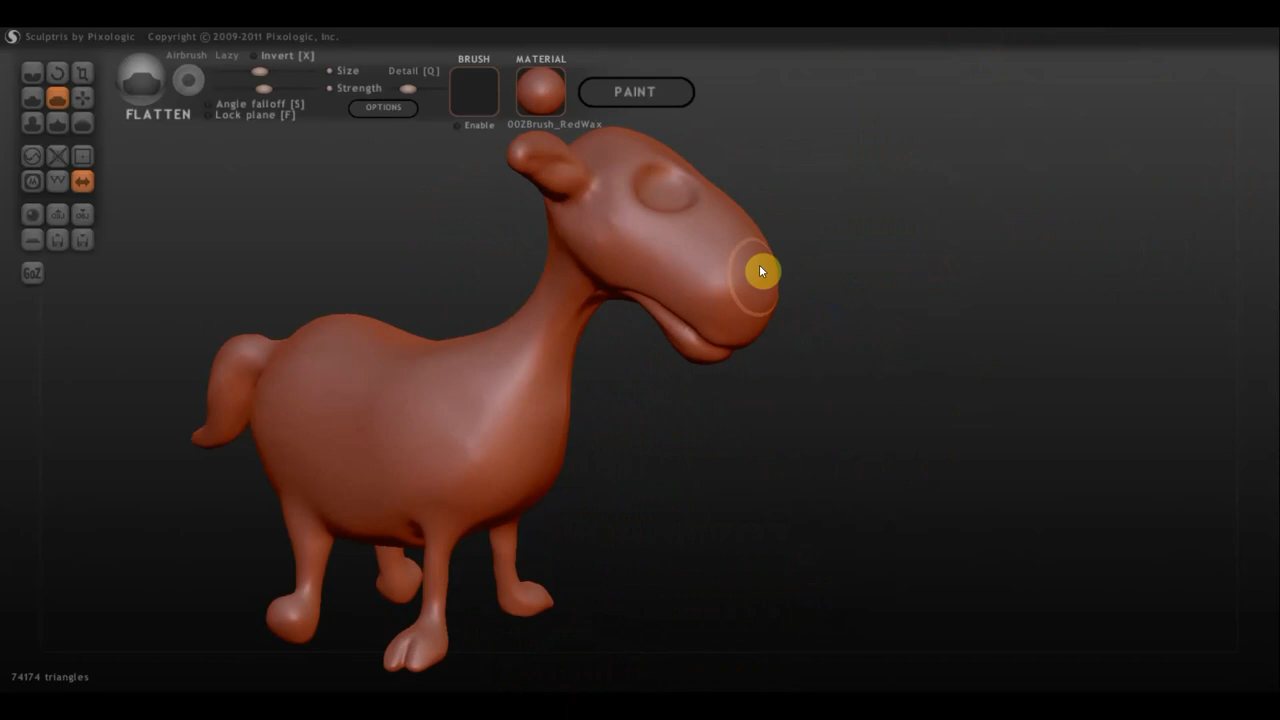 Sculptris by Pixologic Copyright © 2009-2011 Pixologic, Inc.
Airbrush Lazy Invert [X]
Size Detail [Q]
Strength
Angle falloff [S]
Lock plane [F]
OPTIONS
FLATTEN
BRUSH
Enable
MATERIAL
00ZBrush_RedWax
PAINT
GoZ
74174 triangles